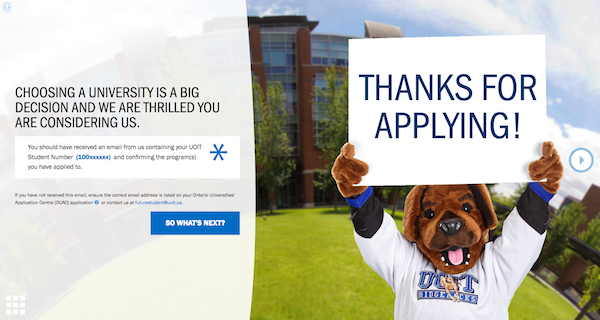 CHOOSING A UNIVERSITY IS A BIG
DECISION AND WE ARE THRILLED YOU
ARE CONSIDERING US.
You should have received an email from us containing your UOIT
Student Number (100xxxxxx) and confirming the program(s)
you have applied to.
If you have not received this email, ensure the correct email address is listed on your Ontario Universities'
Application Centre (OUAC) application or contact us at futurestudent@uoit.ca.
SO WHAT'S NEXT?
THANKS FOR
APPLYING!
UOIT
RIDGEBACKS